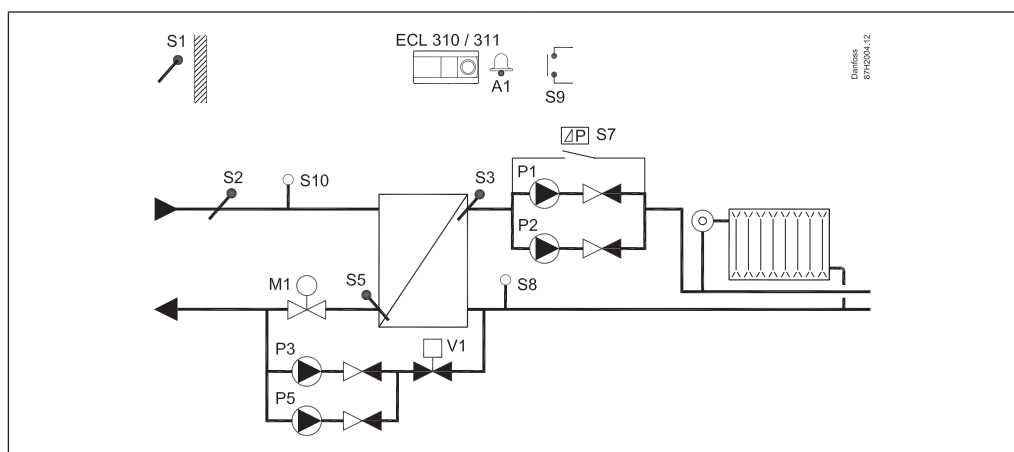 S1
ECL 310 / 311
A1
S9
Danfoss
87H2004.12
⊿P
S7
S2
S10
S3
P1
P2
M1
S5
S8
P3
V1
P5